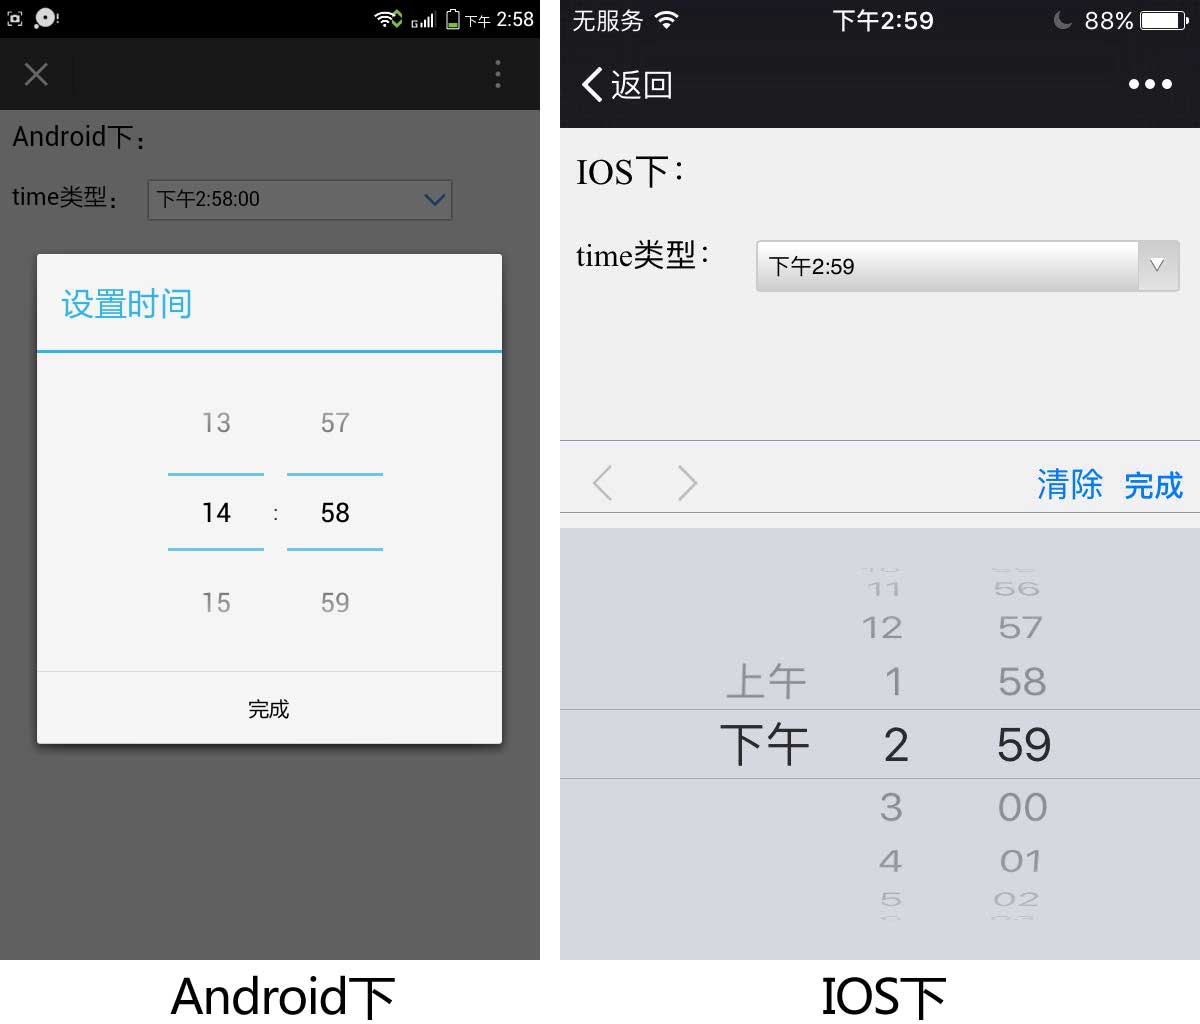 下午 2:58
Android下：
time类型：
下午2:58:00
设置时间
13 57
14 : 58
15 59
完成
Android下
无服务 下午2:59 88%
返回
IOS下：
time类型：
下午2:59
清除 完成
11 56
12 57
上午 1 58
下午 2 59
3 00
4 01
5 02
IOS下